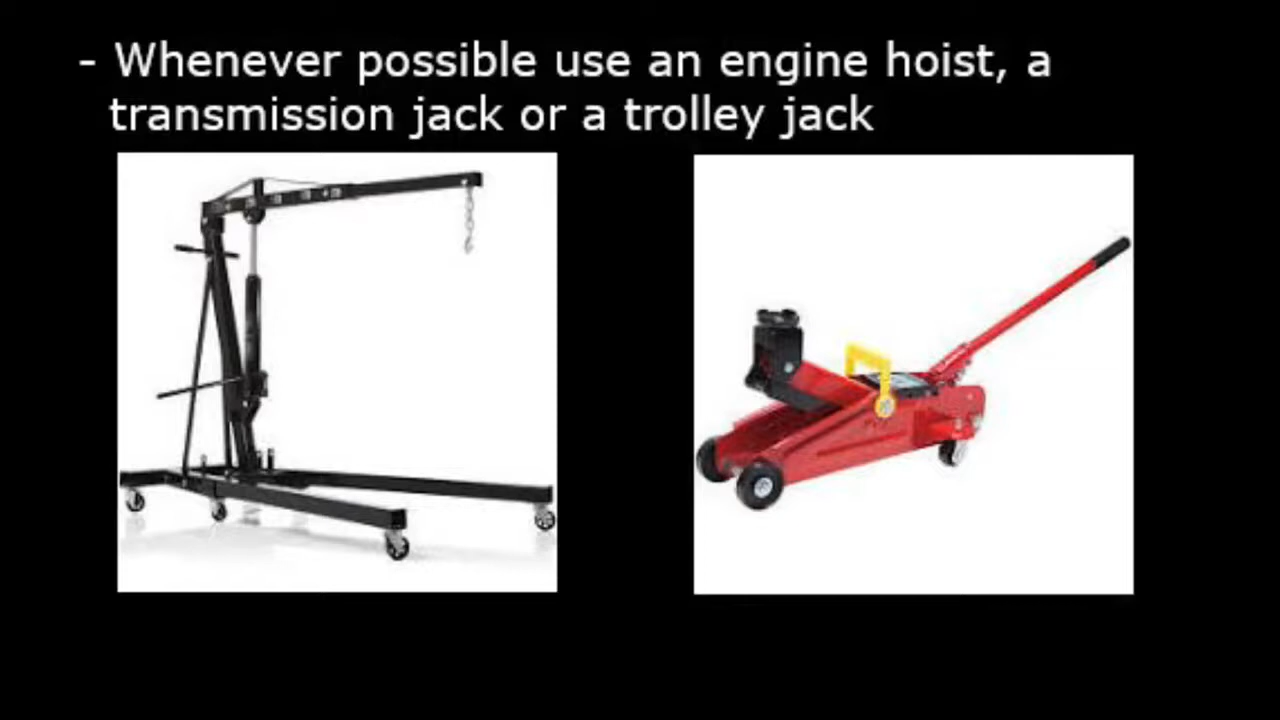 - Whenever possible use an engine hoist, a
transmission jack or a trolley jack